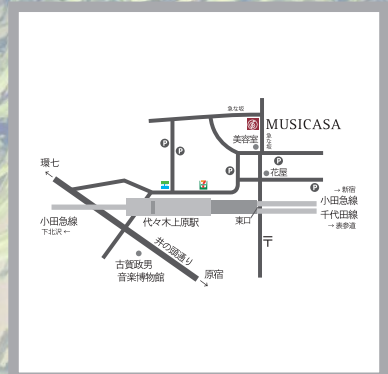 急な坂
MUSICASA
美容室
急な坂
P
P
P
P
花屋
P
環七
→ 新宿
小田急線
千代田線
→ 表参道
小田急線
下北沢 ←
代々木上原駅
東口
〒
井の頭通り
古賀政男
音楽博物館
原宿